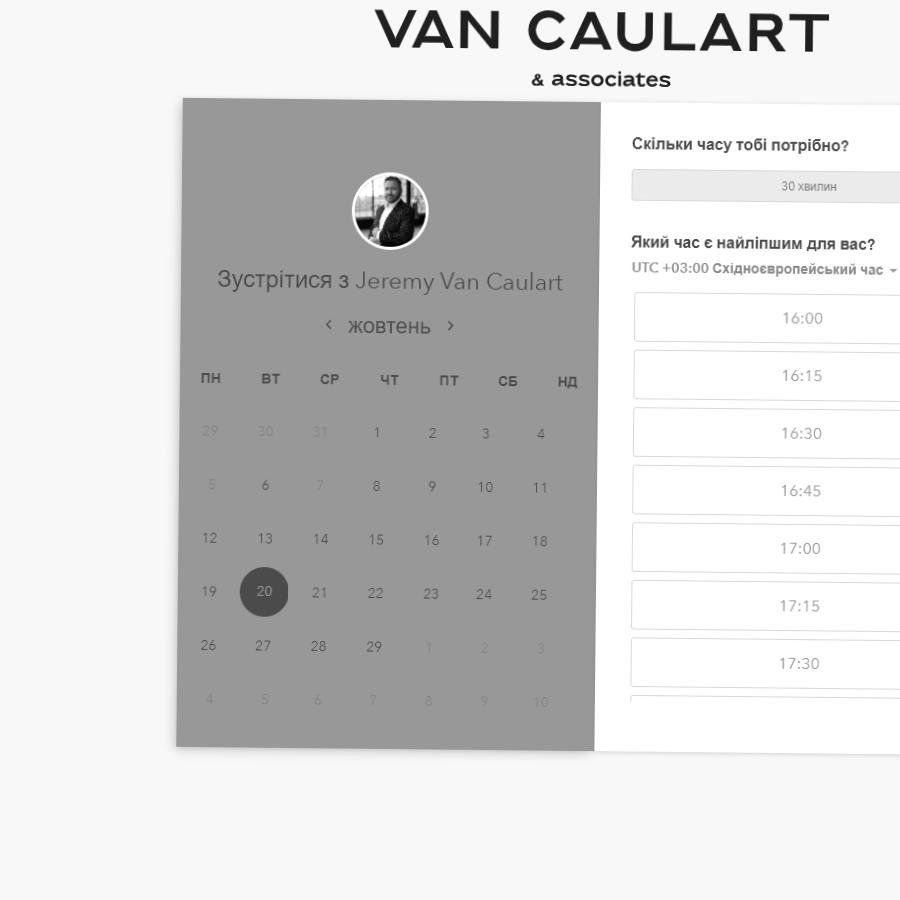 VAN CAULART
& associates
Зустрітися з Jeremy Van Caulart
‹ жовтень ›
ПН ВТ СР ЧТ ПТ СБ НД
29 30 31 1 2 3 4
5 6 7 8 9 10 11
12 13 14 15 16 17 18
19 20 21 22 23 24 25
26 27 28 29 1 2 3
4 5 6 7 8 9 10
Скільки часу тобі потрібно?
30 хвилин
Який час є найліпшим для вас?
UTC +03:00 Східноєвропейський час
16:00
16:15
16:30
16:45
17:00
17:15
17:30